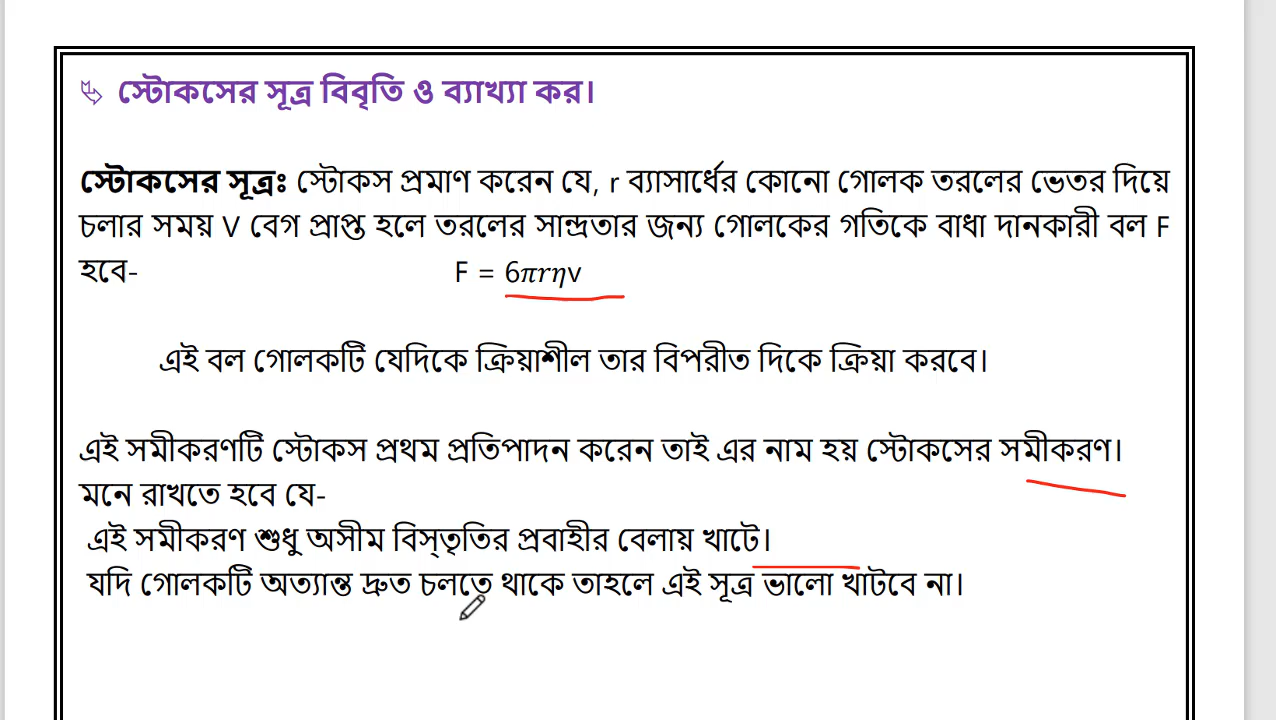 স্টোকসের সূত্র বিবৃতি ও ব্যাখ্যা কর।
স্টোকসের সূত্রঃ স্টোকস প্রমাণ করেন যে, r ব্যাসার্ধের কোনো গোলক তরলের ভেতর দিয়ে
চলার সময় V বেগ প্রাপ্ত হলে তরলের সান্দ্রতার জন্য গোলকের গতিকে বাধা দানকারী বল F
হবে- F = 6πrηv
এই বল গোলকটি যেদিকে ক্রিয়াশীল তার বিপরীত দিকে ক্রিয়া করবে।
এই সমীকরণটি স্টোকস প্রথম প্রতিপাদন করেন তাই এর নাম হয় স্টোকসের সমীকরণ।
মনে রাখতে হবে যে-
এই সমীকরণ শুধু অসীম বিস্তৃতির প্রবাহীর বেলায় খাটে।
যদি গোলকটি অত্যান্ত দ্রুত চলতে থাকে তাহলে এই সূত্র ভালো খাটবে না।